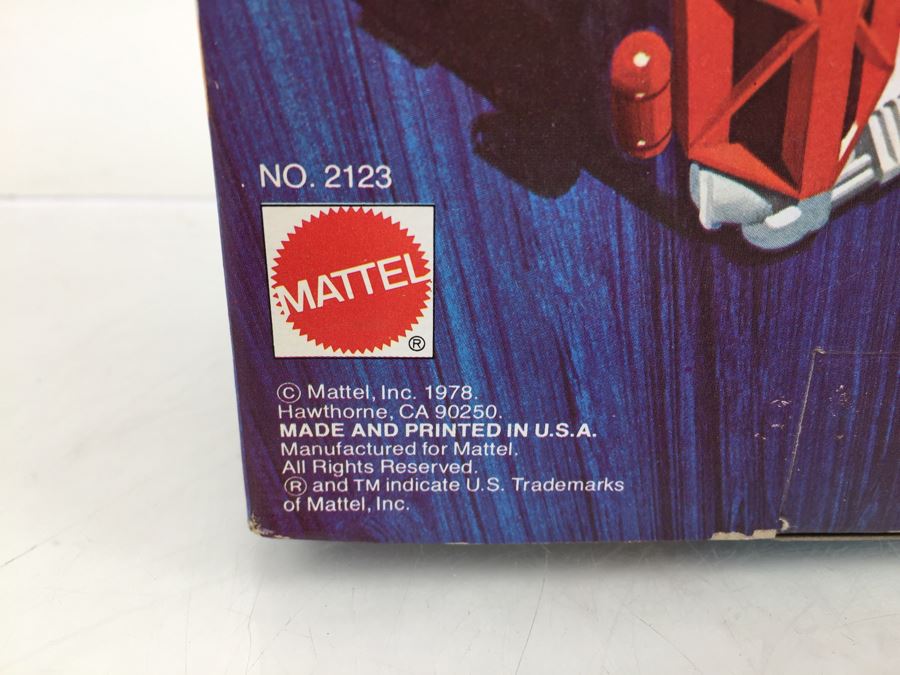 NO. 2123
MATTEL
®
© Mattel, Inc. 1978.
Hawthorne, CA 90250.
MADE AND PRINTED IN U.S.A.
Manufactured for Mattel.
All Rights Reserved.
® and TM indicate U.S. Trademarks
of Mattel, Inc.